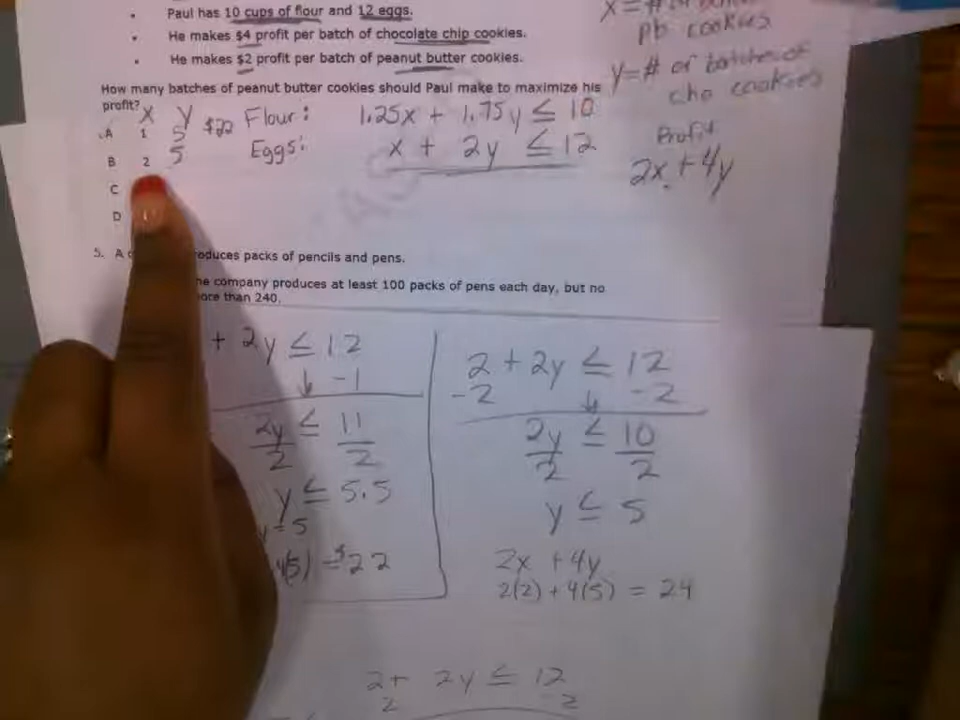 Paul has 10 cups of flour and 12 eggs.
He makes $4 profit per batch of chocolate chip cookies.
He makes $2 profit per batch of peanut butter cookies.
How many batches of peanut butter cookies should Paul make to maximize his
profit?
x = #
Pb cookies
y = # of batches of
cho cookies
X Y
A 1 5 $22
B 2 5
C
D
Flour: 1.25x + 1.75y ≤ 10
Eggs: x + 2y ≤ 12
Profit
2x + 4y
5. A produces packs of pencils and pens.
company produces at least 100 packs of pens each day, but no
more than 240.
+ 2y ≤ 12
↓ -1
2y ≤ 11
2 2
y ≤ 5.5
y = 5
4(5) = $22
2 + 2y ≤ 12
-2 ↓ -2
2y ≤ 10
2 2
y ≤ 5
2x + 4y
2(2) + 4(5) = 24
2 + 2y ≤ 12
2 2